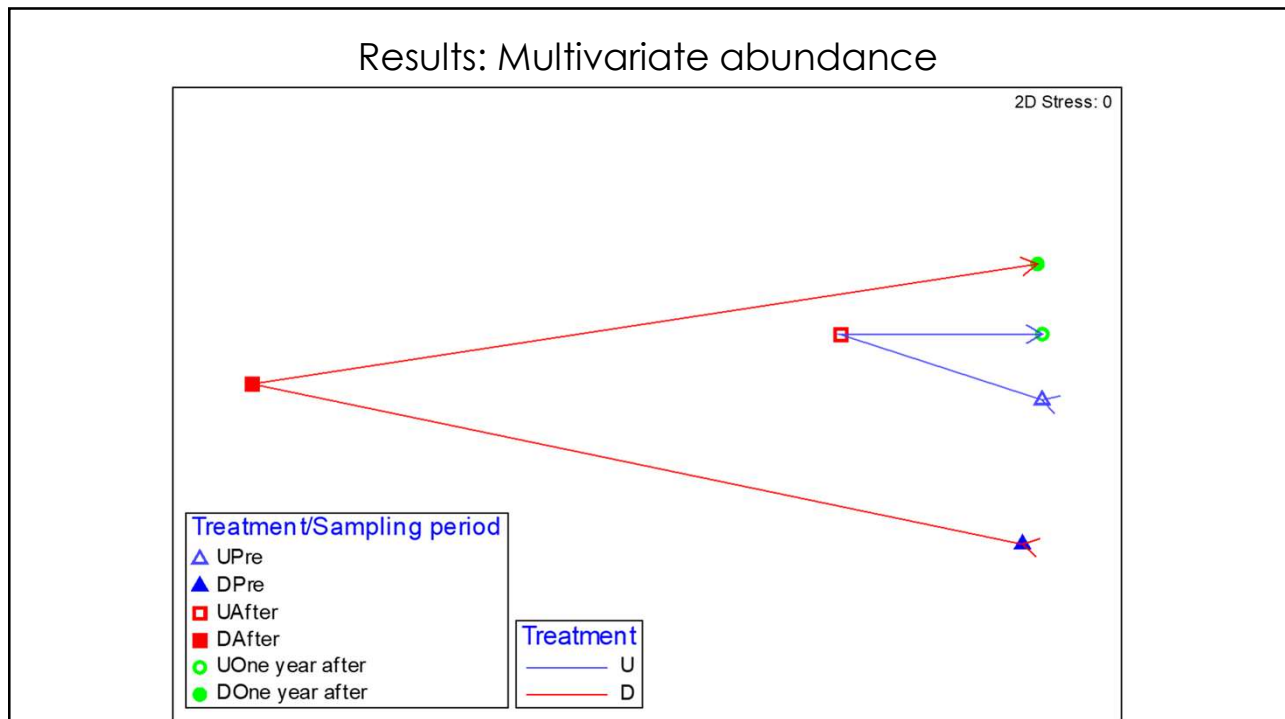 Results: Multivariate abundance
2D Stress: 0
Treatment/Sampling period
UPre
DPre
UAfter
DAfter
UOne year after
DOne year after
Treatment
U
D